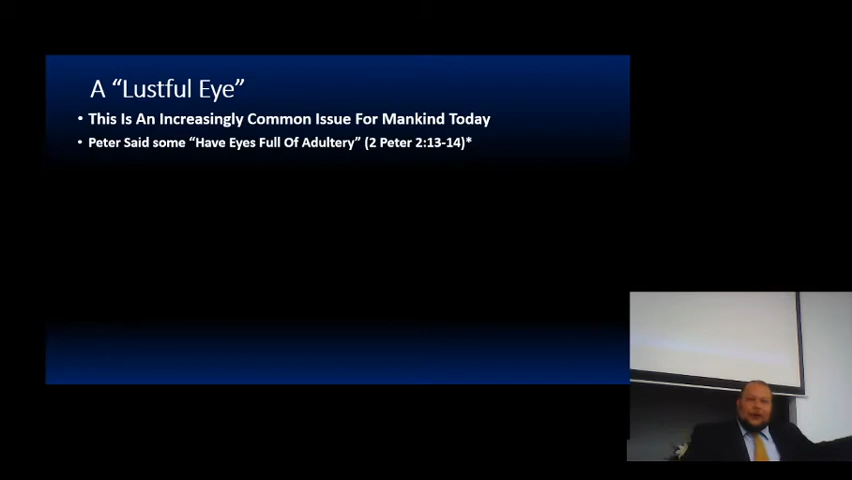 A “Lustful Eye”
• This Is An Increasingly Common Issue For Mankind Today
• Peter Said some “Have Eyes Full Of Adultery” (2 Peter 2:13-14)*